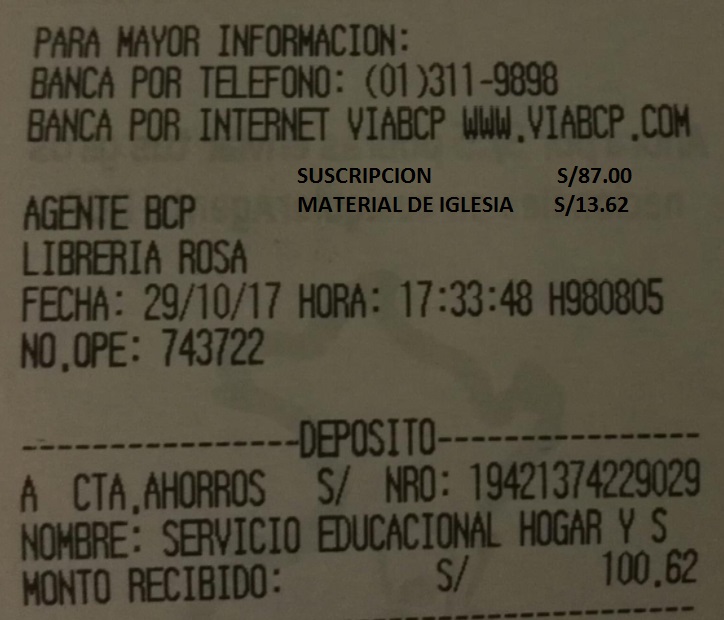 PARA MAYOR INFORMACION:
BANCA POR TELEFONO: (01)311-9898
BANCA POR INTERNET VIABCP WWW.VIABCP.COM
SUSCRIPCION S/87.00
MATERIAL DE IGLESIA S/13.62
AGENTE BCP
LIBRERIA ROSA
FECHA: 29/10/17 HORA: 17:33:48 H980805
NO.OPE: 743722
----------------DEPOSITO---------------
A CTA.AHORROS S/ NRO: 19421374229029
NOMBRE: SERVICIO EDUCACIONAL HOGAR Y S
MONTO RECIBIDO: S/ 100.62